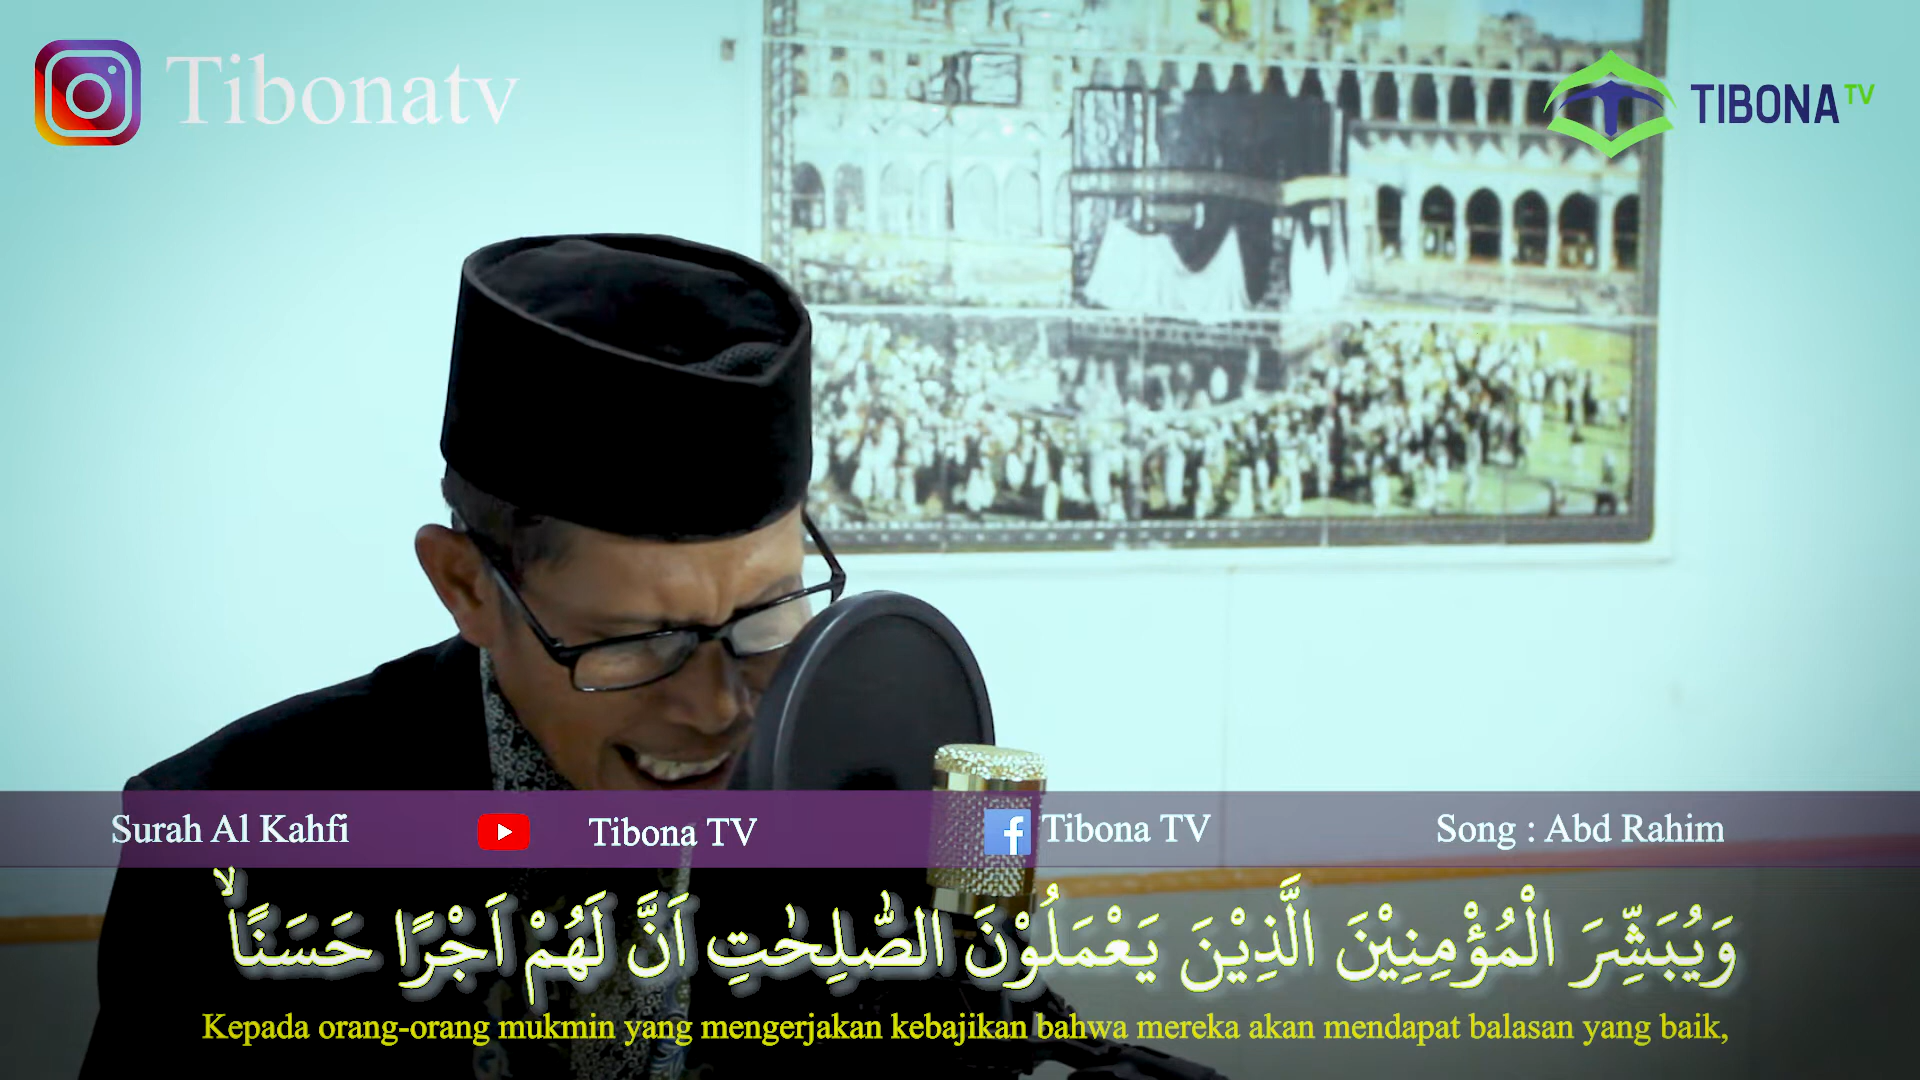 Tibonatv
TIBONA TV
Surah Al Kahfi
Tibona TV
Tibona TV
Song : Abd Rahim
وَيُبَشِّرَ الْمُؤْمِنِيْنَ الَّذِيْنَ يَعْمَلُوْنَ الصّٰلِحٰتِ اَنَّ لَهُمْ اَجْرًا حَسَنًاۙ
Kepada orang-orang mukmin yang mengerjakan kebajikan bahwa mereka akan mendapat balasan yang baik,